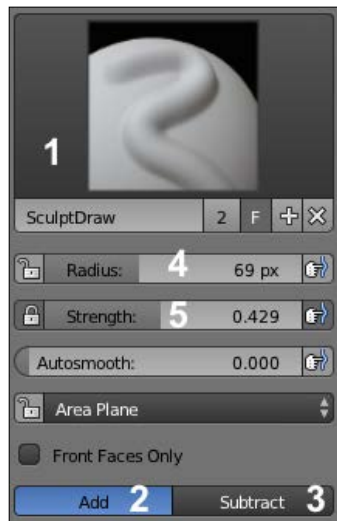 1
SculptDraw 2 F
Radius: 4 69 px
Strength: 5 0.429
Autosmooth: 0.000
Area Plane
Front Faces Only
Add 2 Subtract 3